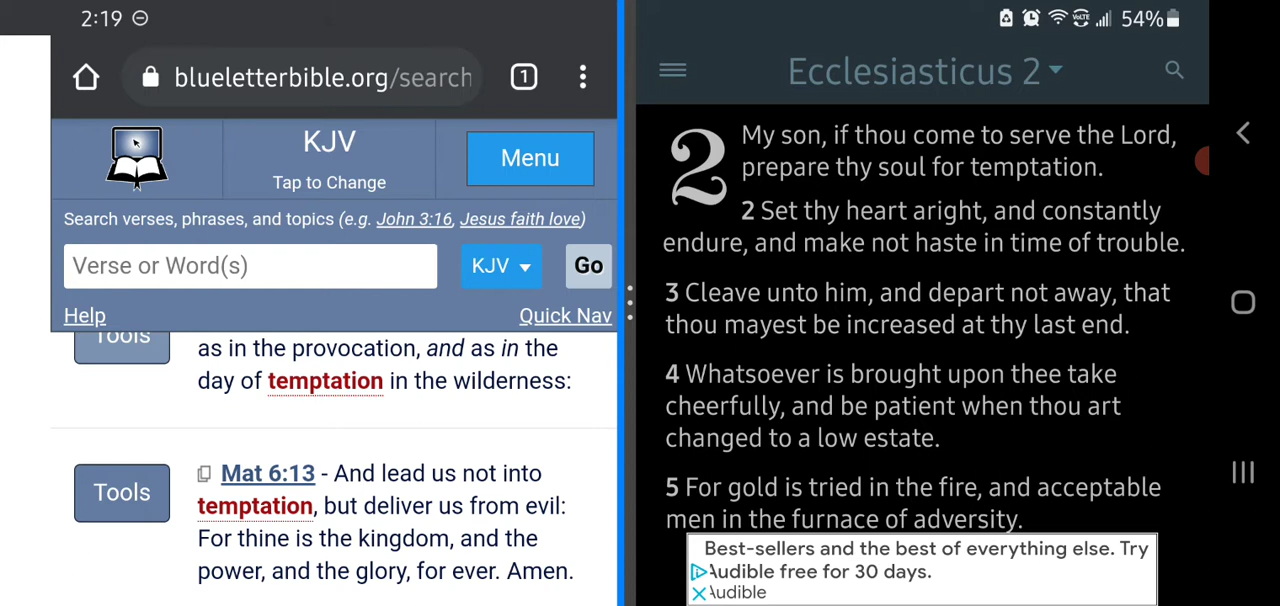 2:19
blueletterbible.org/search
1
KJV
Tap to Change
Menu
Search verses, phrases, and topics (e.g. John 3:16, Jesus faith love)
Verse or Word(s)
KJV
Go
Help
Quick Nav
Tools
as in the provocation, and as in the
day of temptation in the wilderness:
Tools
Mat 6:13 - And lead us not into
temptation, but deliver us from evil:
For thine is the kingdom, and the
power, and the glory, for ever. Amen.
VoLTE
54%
Ecclesiasticus 2
2 My son, if thou come to serve the Lord,
prepare thy soul for temptation.
2 Set thy heart aright, and constantly
endure, and make not haste in time of trouble.
3 Cleave unto him, and depart not away, that
thou mayest be increased at thy last end.
4 Whatsoever is brought upon thee take
cheerfully, and be patient when thou art
changed to a low estate.
5 For gold is tried in the fire, and acceptable
men in the furnace of adversity.
Best-sellers and the best of everything else. Try
Audible free for 30 days.
Audible